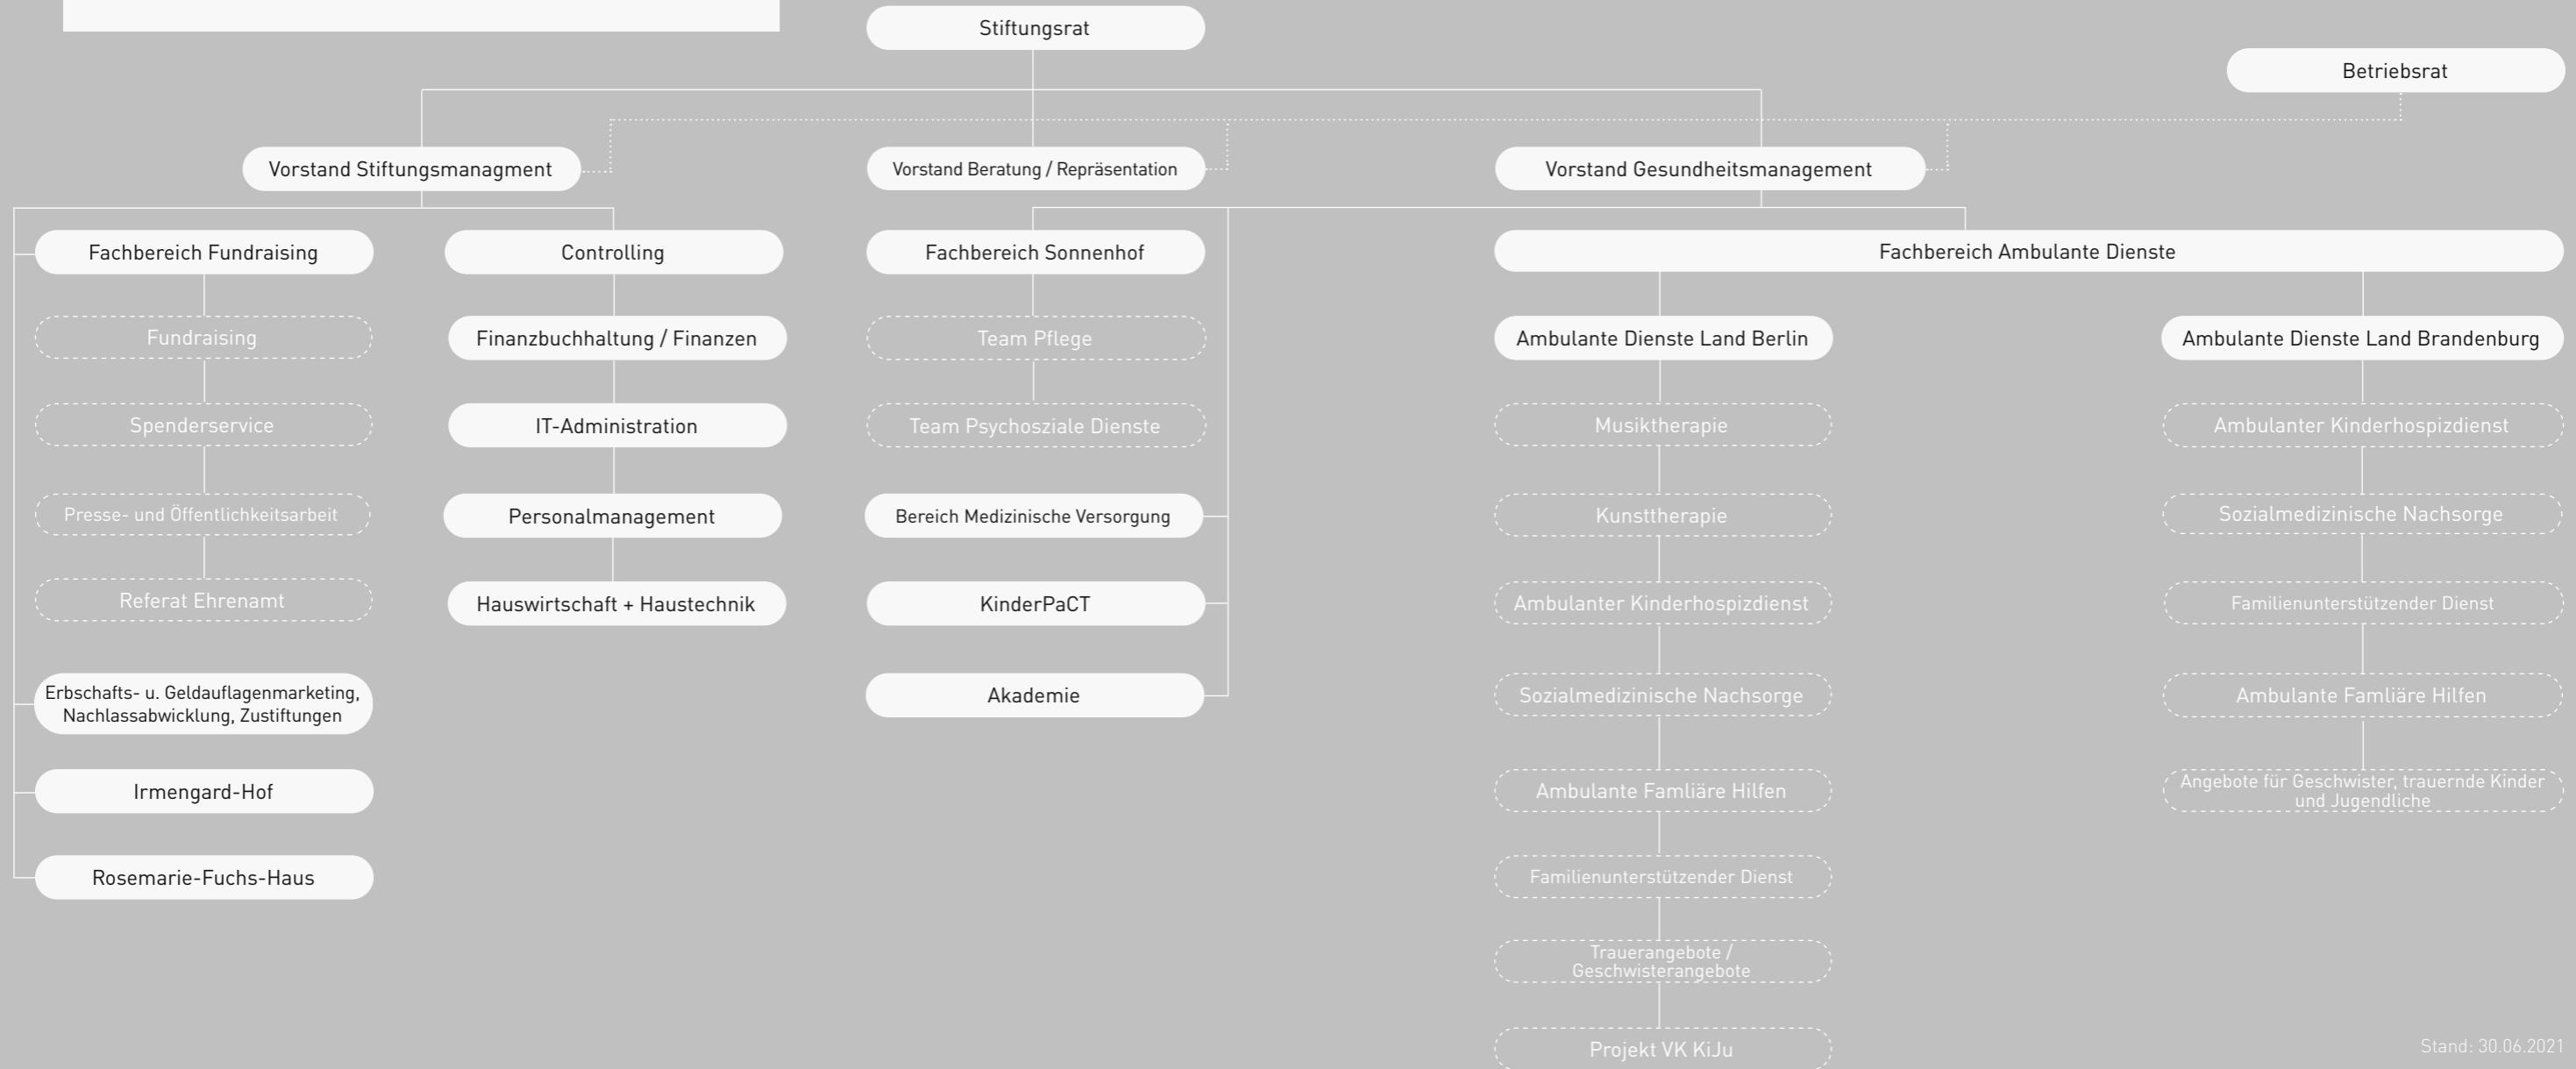 Stiftungsrat
Betriebsrat
Vorstand Stiftungsmanagment
Vorstand Beratung / Repräsentation
Vorstand Gesundheitsmanagement
Fachbereich Fundraising
Fundraising
Spenderservice
Presse- und Öffentlichkeitsarbeit
Referat Ehrenamt
Erbschafts- u. Geldauflagenmarketing,
Nachlassabwicklung, Zustiftungen
Irmengard-Hof
Rosemarie-Fuchs-Haus
Controlling
Finanzbuchhaltung / Finanzen
IT-Administration
Personalmanagement
Hauswirtschaft + Haustechnik
Fachbereich Sonnenhof
Team Pflege
Team Psychosziale Dienste
Bereich Medizinische Versorgung
KinderPaCT
Akademie
Fachbereich Ambulante Dienste
Ambulante Dienste Land Berlin
Musiktherapie
Kunsttherapie
Ambulanter Kinderhospizdienst
Sozialmedizinische Nachsorge
Ambulante Famliäre Hilfen
Familienunterstützender Dienst
Trauerangebote /
Geschwisterangebote
Projekt VK KiJu
Ambulante Dienste Land Brandenburg
Ambulanter Kinderhospizdienst
Sozialmedizinische Nachsorge
Familienunterstützender Dienst
Ambulante Famliäre Hilfen
Angebote für Geschwister, trauernde Kinder
und Jugendliche
Stand: 30.06.2021